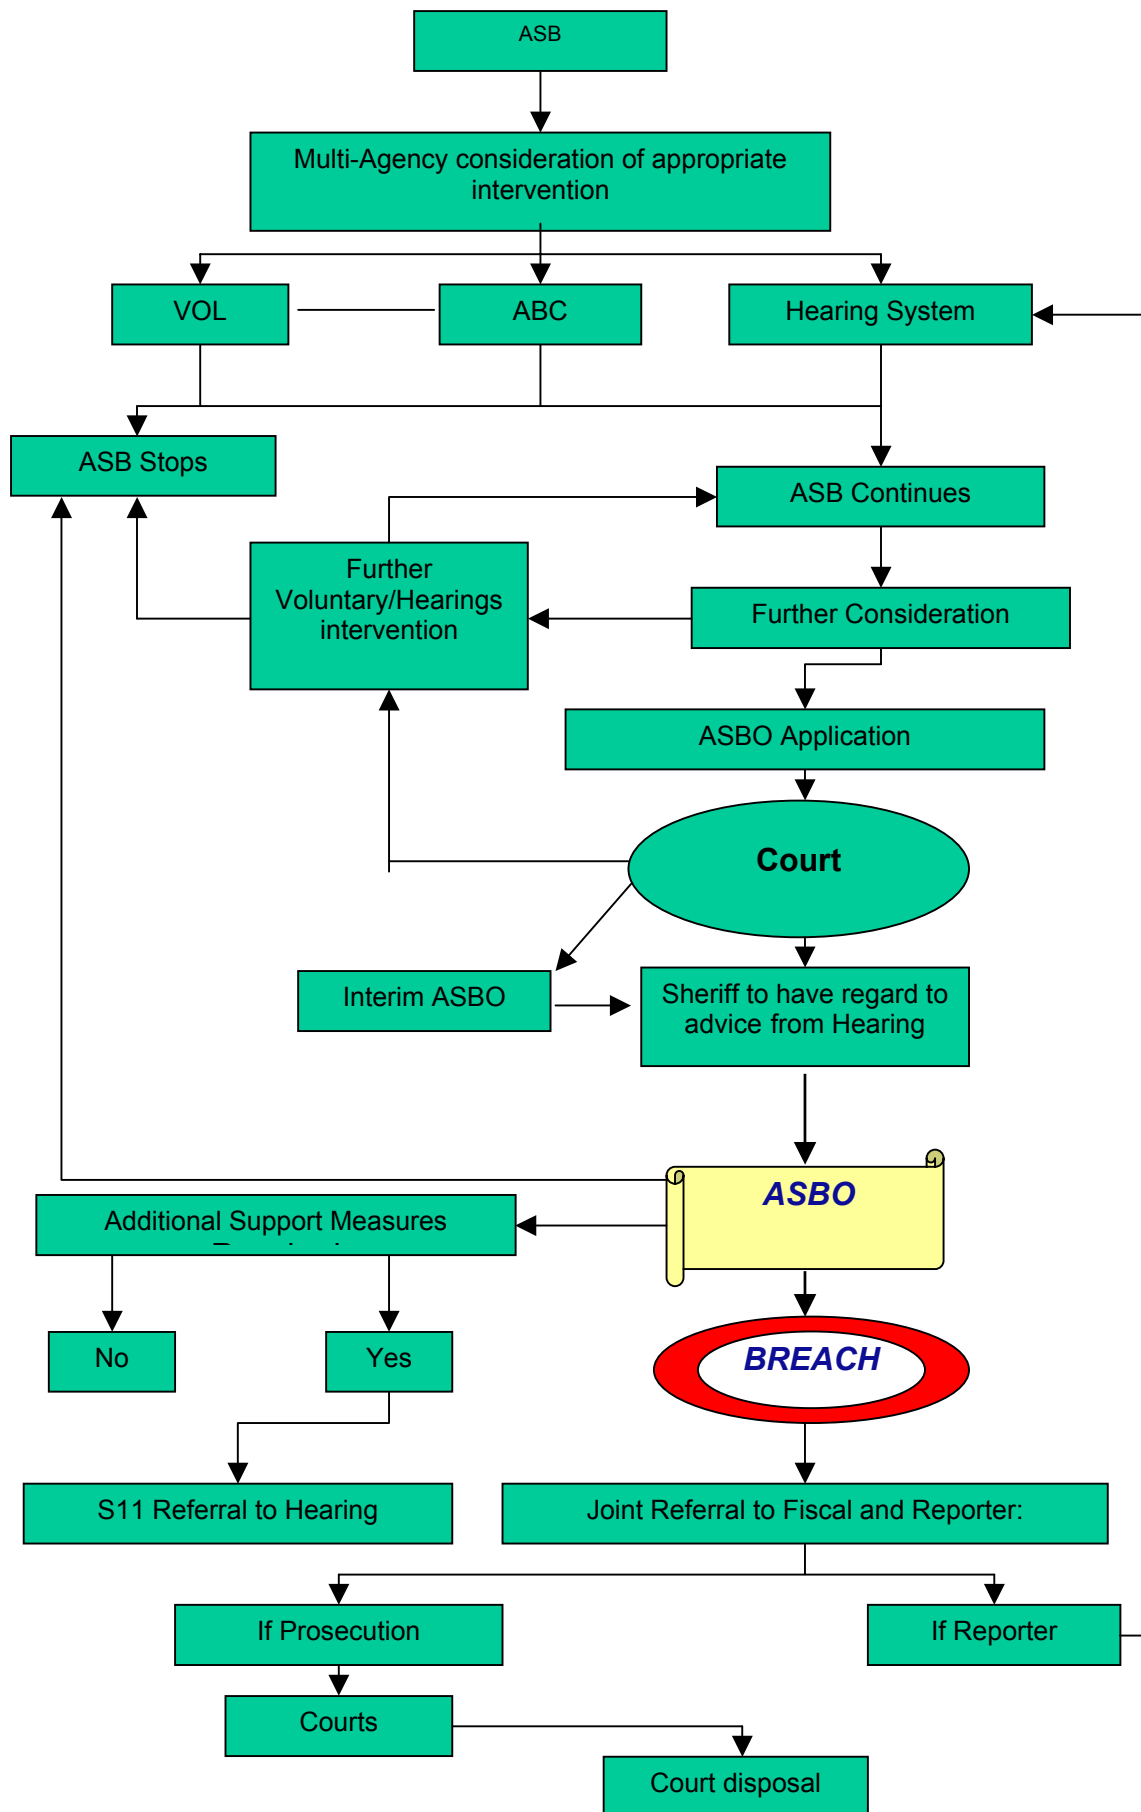 ASB
Multi-Agency consideration of appropriate
intervention
VOL
ABC
Hearing System
ASB Stops
ASB Continues
Further
Voluntary/Hearings
intervention
Further Consideration
ASBO Application
Court
Interim ASBO
Sheriff to have regard to
advice from Hearing
ASBO
Additional Support Measures
BREACH
No
Yes
S11 Referral to Hearing
Joint Referral to Fiscal and Reporter:
If Prosecution
If Reporter
Courts
Court disposal